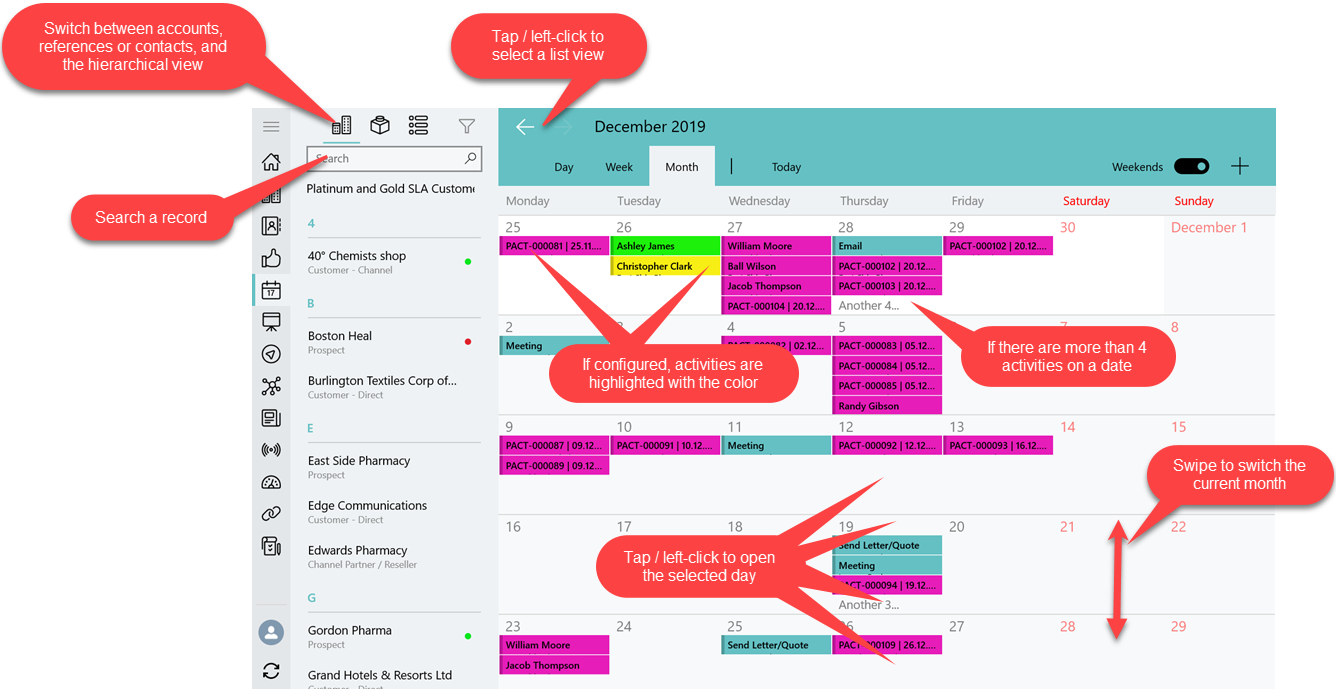 Switch between accounts,
references or contacts, and
the hierarchical view
Tap / left-click to
select a list view
December 2019
Search
Day Week Month Today Weekends
Platinum and Gold SLA Custome
Search a record
Monday Tuesday Wednesday Thursday Friday Saturday Sunday
4
40° Chemists shop
Customer - Channel
B
Boston Heal
Prospect
Burlington Textiles Corp of...
Customer - Direct
E
East Side Pharmacy
Prospect
Edge Communications
Customer - Direct
Edwards Pharmacy
Channel Partner / Reseller
G
Gordon Pharma
Prospect
Grand Hotels & Resorts Ltd
Customer - Direct
17
25 26 27 28 29 30 December 1
PACT-000081 | 25.11.... Ashley James William Moore Email PACT-000102 | 20.12....
Christopher Clark Ball Wilson PACT-000102 | 20.12....
Jacob Thompson PACT-000103 | 20.12....
PACT-000104 | 20.12.... Another 4...
If configured, activities are
highlighted with the color
If there are more than 4
activities on a date
2 3 4 5 7 8
Meeting | 02.12... PACT-000083 | 05.12...
PACT-000084 | 05.12...
PACT-000085 | 05.12...
Randy Gibson
9 10 11 12 13 14 15
PACT-000087 | 09.12... PACT-000091 | 10.12... Meeting PACT-000092 | 12.12... PACT-000093 | 16.12...
PACT-000089 | 09.12...
Swipe to switch the
current month
16 17 18 19 20 21 22
Send Letter/Quote
Meeting
PACT-000094 | 19.12....
Another 3...
Tap / left-click to open
the selected day
23 24 25 26 27 28 29
William Moore Send Letter/Quote PACT-000109 | 26.12....
Jacob Thompson